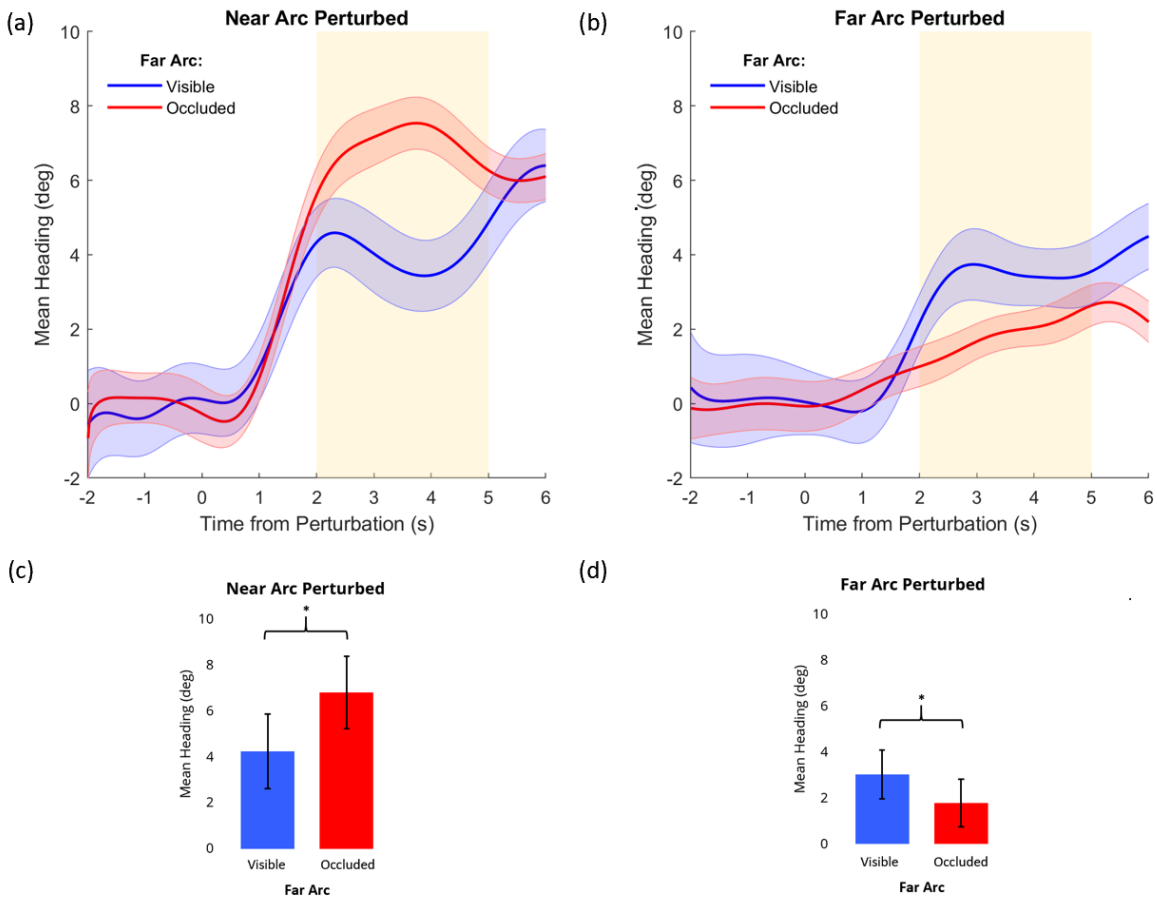 (a)
Near Arc Perturbed
10
8
6
4
2
0
-2
Mean Heading (deg)
Far Arc:
Visible
Occluded
-2 -1 0 1 2 3 4 5 6
Time from Perturbation (s)
(b)
Far Arc Perturbed
10
8
6
4
2
0
-2
Mean Heading (deg)
Far Arc:
Visible
Occluded
-2 -1 0 1 2 3 4 5 6
Time from Perturbation (s)
(c)
Near Arc Perturbed
10
8
6
4
2
0
Mean Heading (deg)
*
Visible Occluded
Far Arc
(d)
Far Arc Perturbed
10
8
6
4
2
0
Mean Heading (deg)
*
Visible Occluded
Far Arc